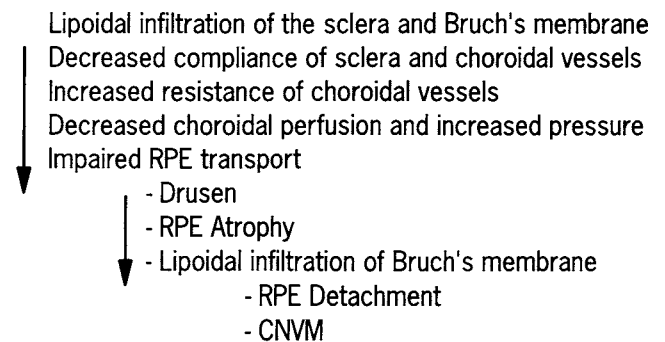 Lipoidal infiltration of the sclera and Bruch's membrane
Decreased compliance of sclera and choroidal vessels
Increased resistance of choroidal vessels
Decreased choroidal perfusion and increased pressure
Impaired RPE transport
- Drusen
- RPE Atrophy
- Lipoidal infiltration of Bruch's membrane
- RPE Detachment
- CNVM